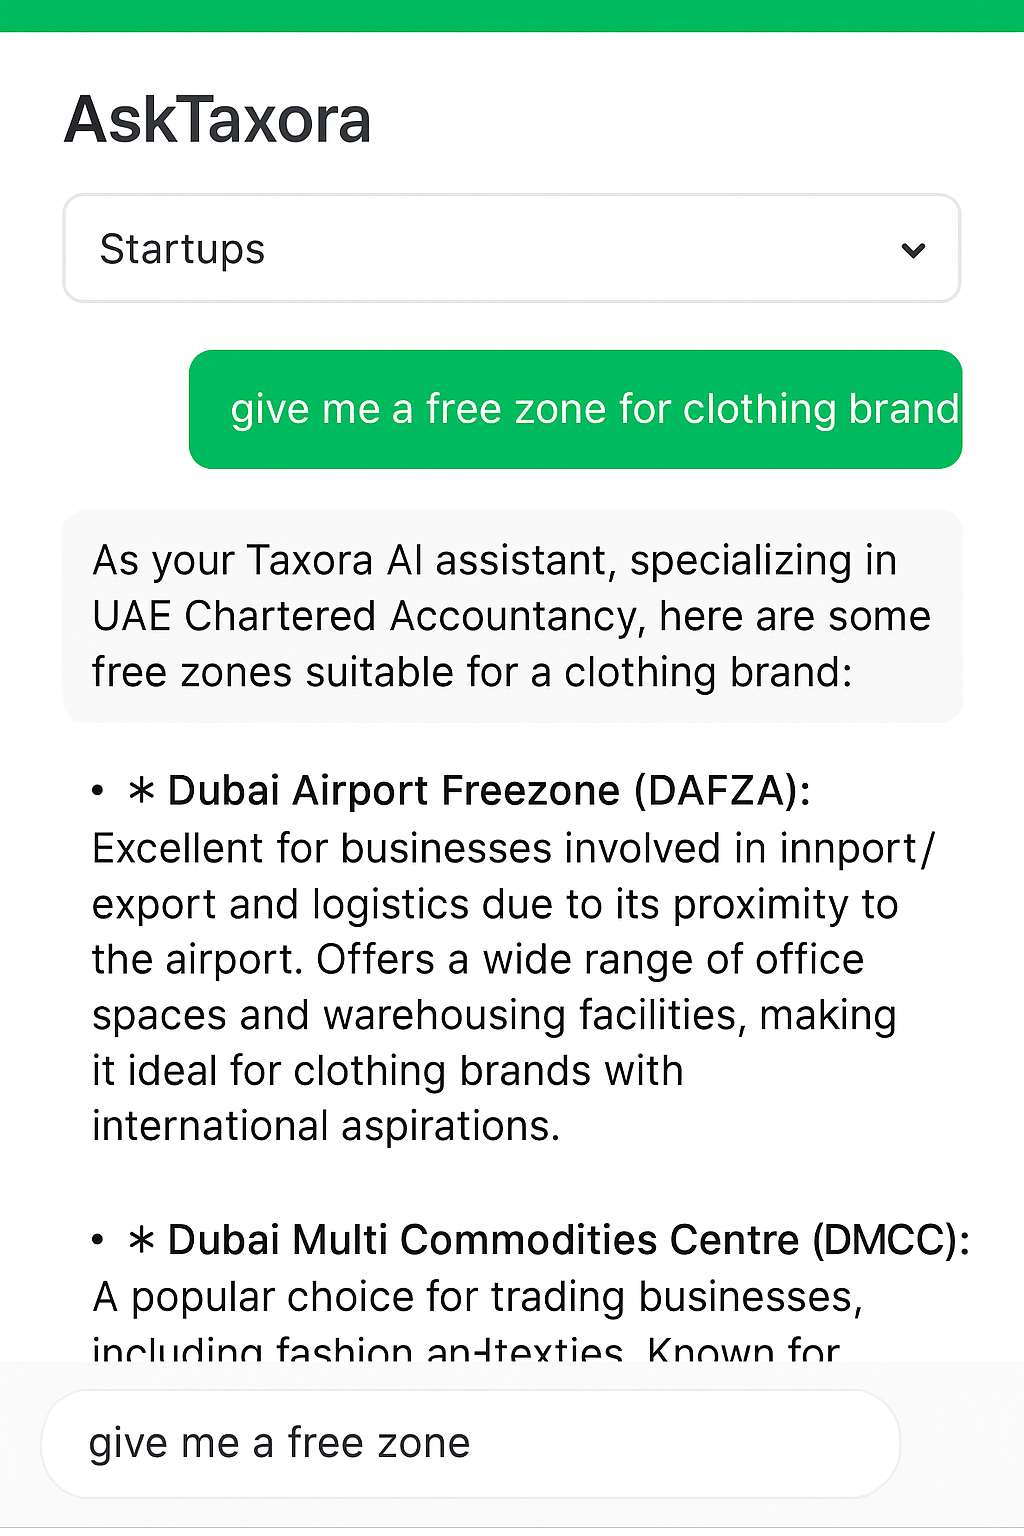 AskTaxora
Startups
give me a free zone for clothing brand
As your Taxora AI assistant, specializing in
UAE Chartered Accountancy, here are some
free zones suitable for a clothing brand:
• * Dubai Airport Freezone (DAFZA):
Excellent for businesses involved in innport/
export and logistics due to its proximity to
the airport. Offers a wide range of office
spaces and warehousing facilities, making
it ideal for clothing brands with
international aspirations.
• * Dubai Multi Commodities Centre (DMCC):
A popular choice for trading businesses,
including fashion Known for
give me a free zone